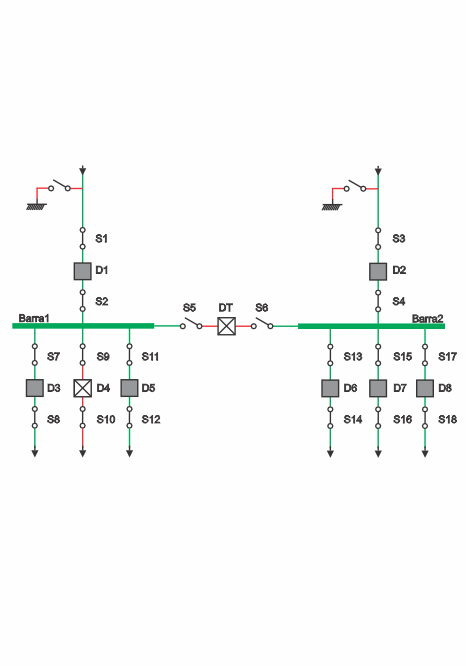 S1 S3
D1 D2
S2 S4
S5 DT S6
Barra1 Barra2
S7 S9 S11 S13 S15 S17
D3 D4 D5 D6 D7 D8
S8 S10 S12 S14 S16 S18